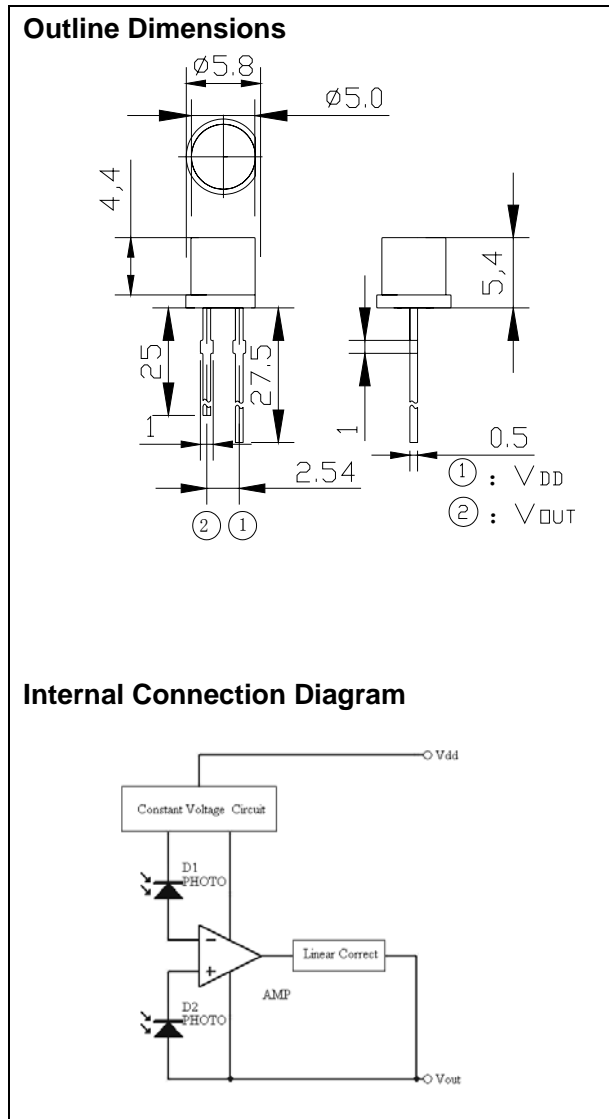 Outline Dimensions
ø5.8
ø5.0
4,4
5,4
25
27.5
1
1
2.54
0.5
② ①
① : VDD
② : VOUT
Internal Connection Diagram
Vdd
Constant Voltage Circuit
D1
PHOTO
−
+
Linear Correct
AMP
D2
PHOTO
Vout